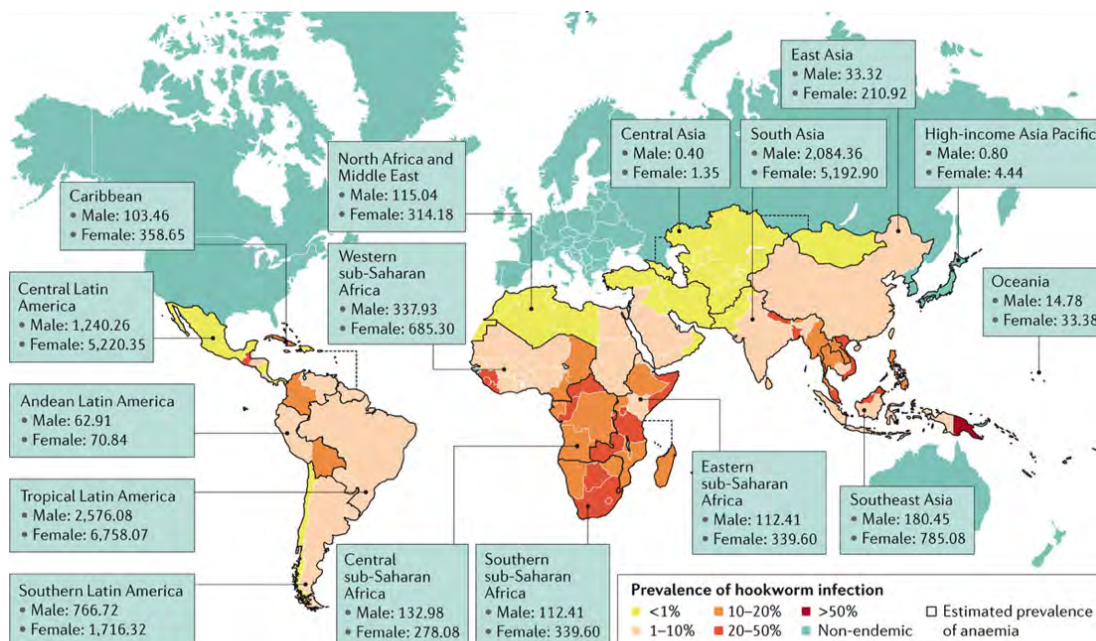 East Asia
• Male: 33.32
• Female: 210.92
Central Asia
• Male: 0.40
• Female: 1.35
South Asia
• Male: 2,084.36
• Female: 5,192.90
High-income Asia Pacific
• Male: 0.80
• Female: 4.44
North Africa and
Middle East
• Male: 115.04
• Female: 314.18
Caribbean
• Male: 103.46
• Female: 358.65
Western
sub-Saharan
Africa
• Male: 337.93
• Female: 685.30
Central Latin
America
• Male: 1,240.26
• Female: 5,220.35
Oceania
• Male: 14.78
• Female: 33.38
Andean Latin America
• Male: 62.91
• Female: 70.84
Tropical Latin America
• Male: 2,576.08
• Female: 6,758.07
Southern Latin America
• Male: 766.72
• Female: 1,716.32
Central
sub-Saharan
Africa
• Male: 132.98
• Female: 278.08
Southern
sub-Saharan
Africa
• Male: 112.41
• Female: 339.60
Eastern
sub-Saharan
Africa
• Male: 112.41
• Female: 339.60
Southeast Asia
• Male: 180.45
• Female: 785.08
Prevalence of hookworm infection
<1%
10–20%
>50%
Estimated prevalence
of anaemia
1–10%
20–50%
Non-endemic